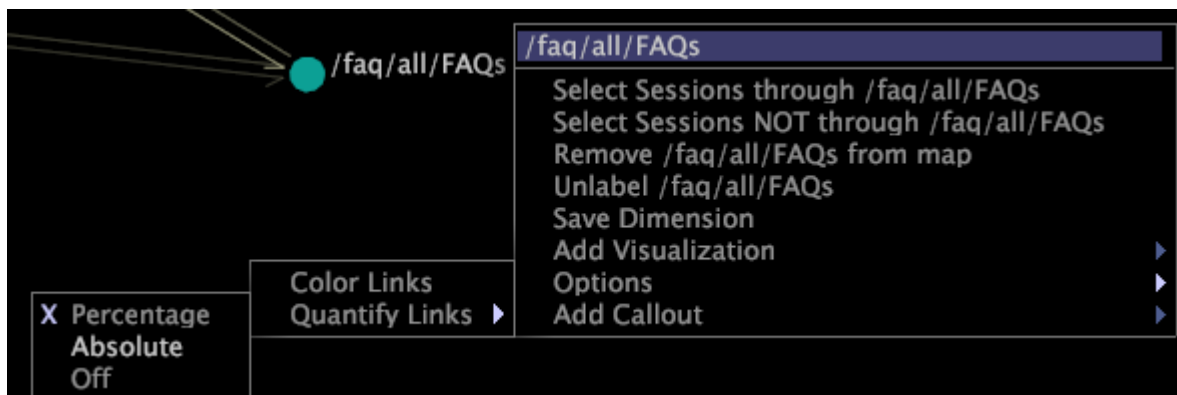 /faq/all/FAQs
/faq/all/FAQs
Select Sessions through /faq/all/FAQs
Select Sessions NOT through /faq/all/FAQs
Remove /faq/all/FAQs from map
Unlabel /faq/all/FAQs
Save Dimension
Add Visualization
Options
Add Callout
Color Links
Quantify Links
X Percentage
Absolute
Off